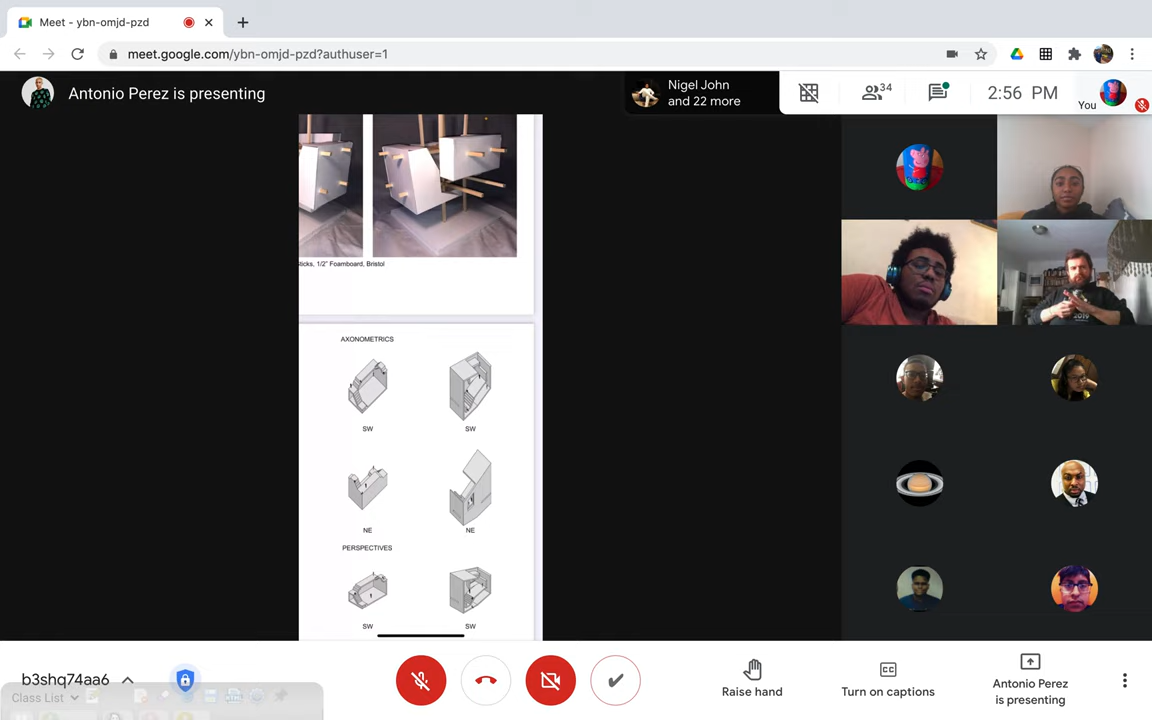 Meet - ybn-omjd-pzd
meet.google.com/ybn-omjd-pzd?authuser=1
Antonio Perez is presenting
Nigel John
and 22 more
34
2:56 PM
You
Sticks, 1/2" Foamboard, Bristol
AXONOMETRICS
SW SW
NE NE
PERSPECTIVES
SW SW
2019
b3shq74aa6
Class List
Raise hand
CC
Turn on captions
Antonio Perez
is presenting